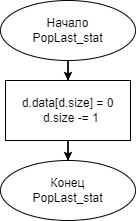 Начало
PopLast_stat
d.data[d.size] = 0
d.size -= 1
Конец
PopLast_stat